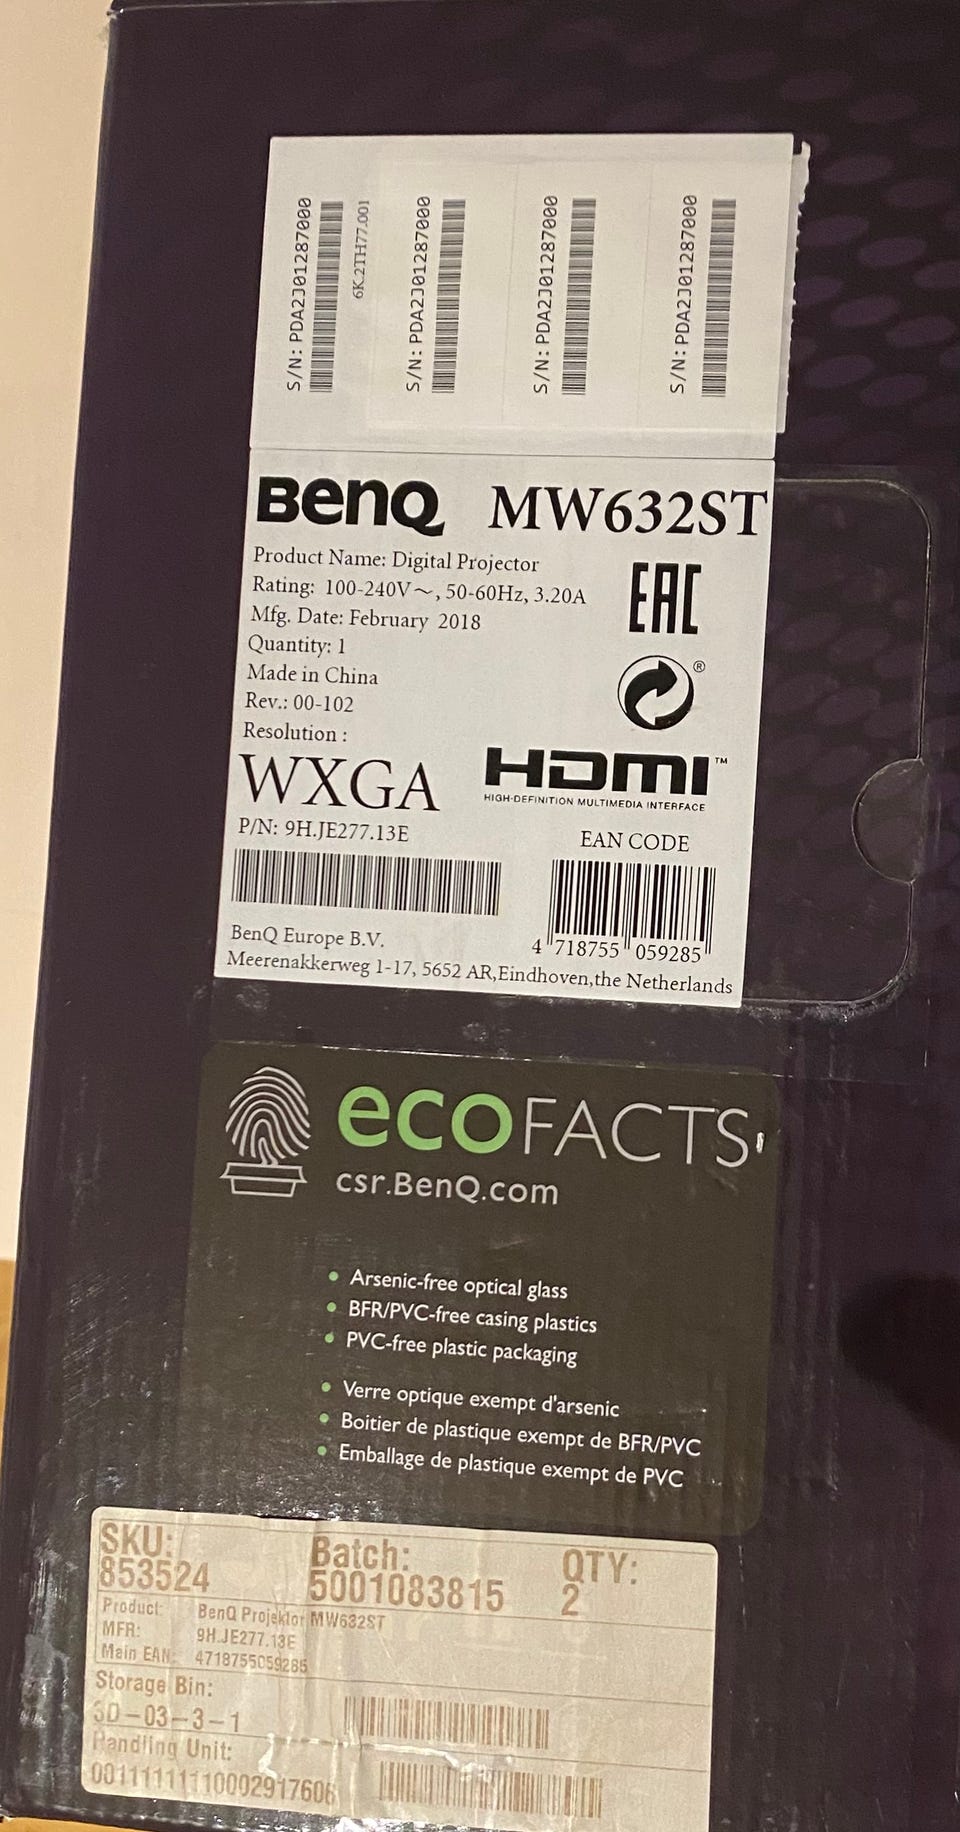 S/N: PDA2J01287000
6K.2TH77.001
S/N: PDA2J01287000
S/N: PDA2J01287000
S/N: PDA2J01287000
BenQ MW632ST
Product Name: Digital Projector
Rating: 100-240V～, 50-60Hz, 3.20A
Mfg. Date: February 2018
Quantity: 1
Made in China
Rev.: 00-102
Resolution :
WXGA
P/N: 9H.JE277.13E
EAC
®
HDMI™
HIGH-DEFINITION MULTIMEDIA INTERFACE
EAN CODE
4 718755 059285
BenQ Europe B.V.
Meerenakkerweg 1-17, 5652 AR,Eindhoven,the Netherlands
ecoFACTS
csr.BenQ.com
• Arsenic-free optical glass
• BFR/PVC-free casing plastics
• PVC-free plastic packaging
• Verre optique exempt d'arsenic
• Boitier de plastique exempt de BFR/PVC
• Emballage de plastique exempt de PVC
SKU: Batch: QTY:
853524 5001083815 2
Product: BenQ Projektor MW632ST
MFR: 9H.JE277.13E
Main EAN: 4718755059285
Storage Bin:
-03-3-1
Handling Unit: